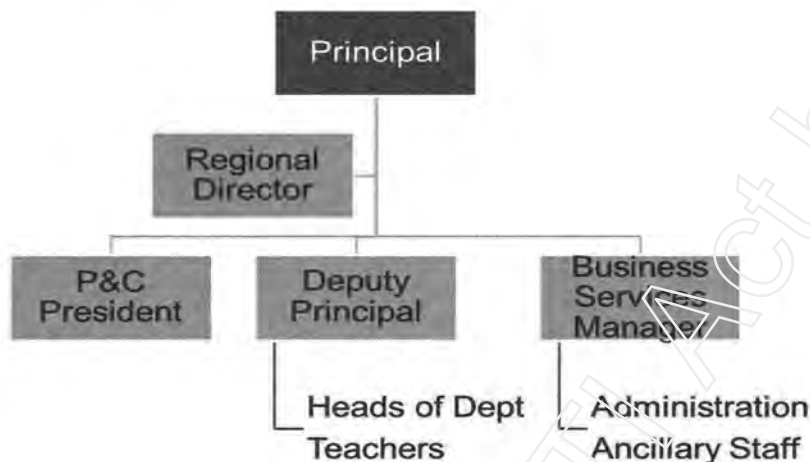 Principal
Regional
Director
P&C
President
Deputy
Principal
Business
Services
Manager
Heads of Dept
Teachers
Administration
Ancillary Staff